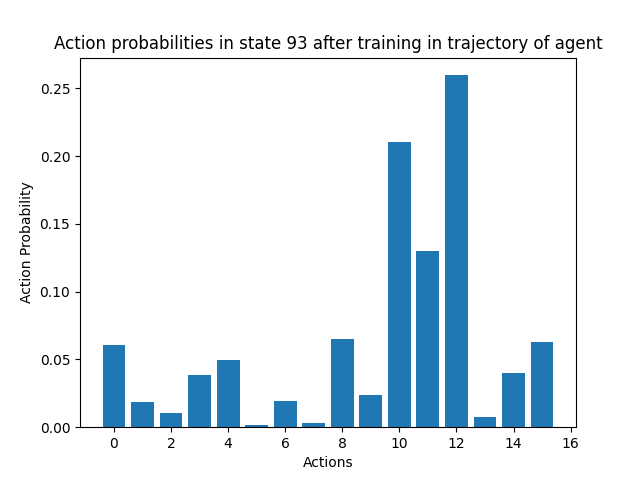 Action probabilities in state 93 after training in trajectory of agent
0.25
0.20
0.15
0.10
0.05
0.00
Action Probability
0 2 4 6 8 10 12 14 16
Actions